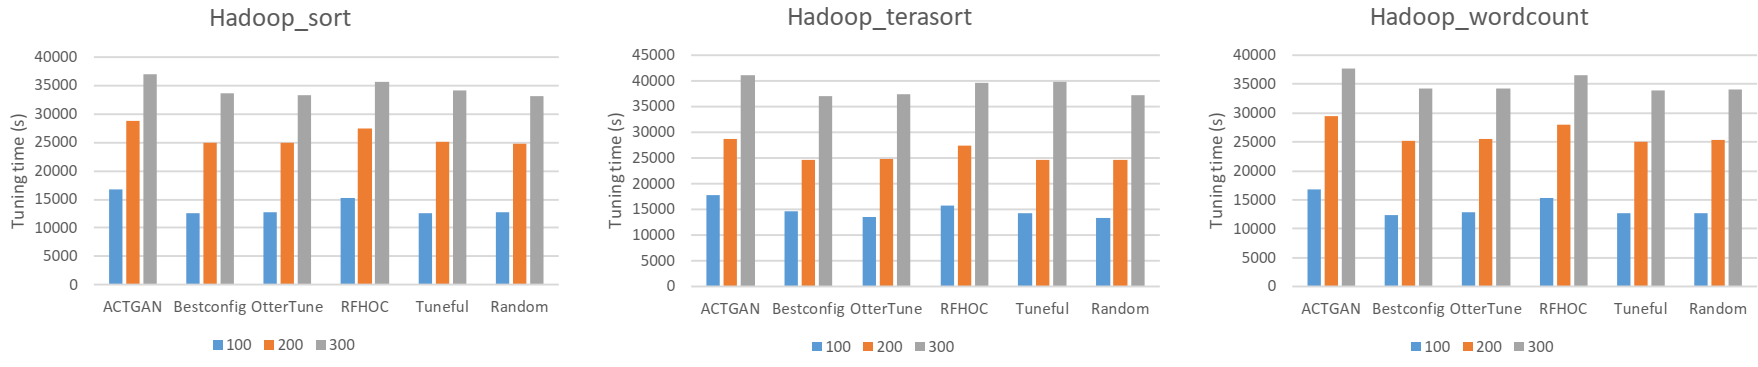 Hadoop_sort
Tuning time (s)
40000
35000
30000
25000
20000
15000
10000
5000
0
ACTGAN Bestconfig OtterTune RFHOC Tuneful Random
100 200 300
Hadoop_terasort
Tuning time (s)
45000
40000
35000
30000
25000
20000
15000
10000
5000
0
ACTGAN Bestconfig OtterTune RFHOC Tuneful Random
100 200 300
Hadoop_wordcount
Tuning time (s)
40000
35000
30000
25000
20000
15000
10000
5000
0
ACTGAN Bestconfig OtterTune RFHOC Tuneful Random
100 200 300